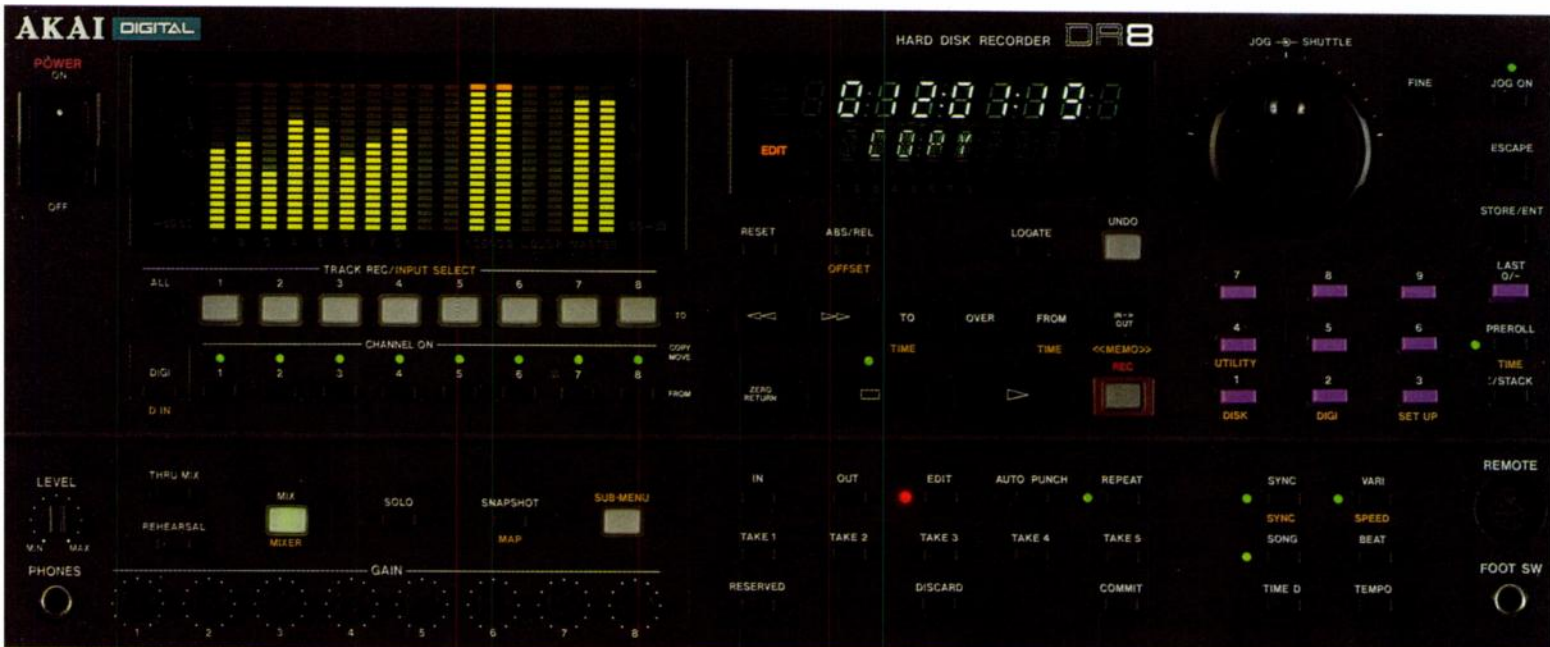 AKAI DIGITAL
HARD DISK RECORDER DR8
POWER
ON
OFF
EDIT
COPY
JOG SHUTTLE
FINE
JOG ON
ESCAPE
STORE/ENT
RESET
ABS/REL
OFFSET
LOCATE
UNDO
TRACK REC/INPUT SELECT
ALL 1 2 3 4 5 6 7 8
TO
COPY
MOVE
FROM
CHANNEL ON
DIGI 1 2 3 4 5 6 7 8
D IN
TO OVER FROM IN->
OUT
TIME TIME <<MEMO>>
REC
ZERO
RETURN
7 8 9 LAST
0/-
4 5 6 PREROLL
UTILITY TIME
1 2 3 :/STACK
DISK DIGI SET UP
LEVEL
MIN MAX
PHONES
THRU MIX
REHEARSAL
MIX
MIXER
SOLO
SNAPSHOT
MAP
SUB-MENU
GAIN
1 2 3 4 5 6 7 8
IN OUT EDIT AUTO PUNCH REPEAT
TAKE 1 TAKE 2 TAKE 3 TAKE 4 TAKE 5
RESERVED DISCARD COMMIT
SYNC VARI
SYNC SPEED
SONG BEAT
TIME D TEMPO
REMOTE
FOOT SW